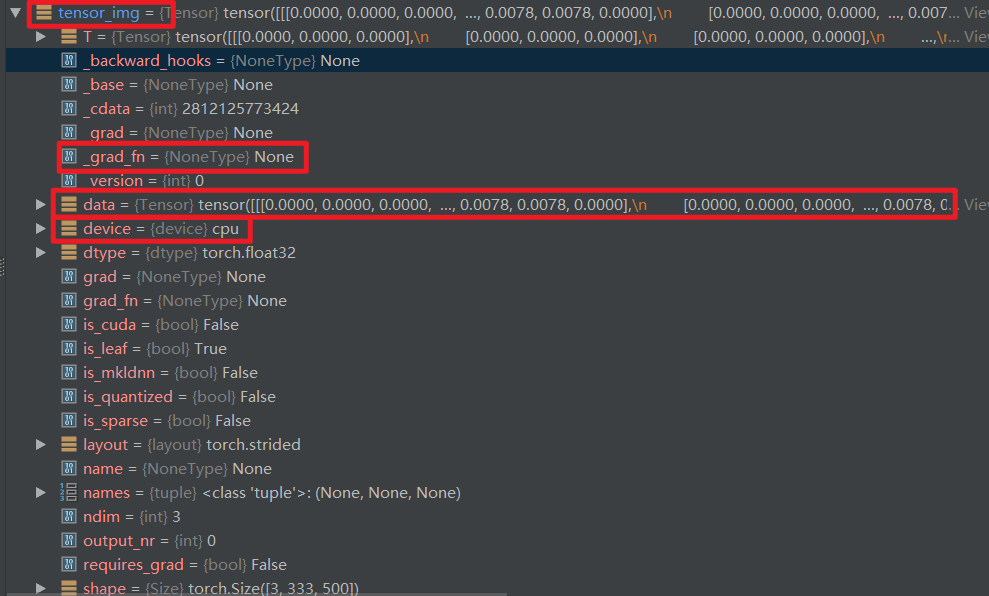 tensor_img = {Tensor} tensor([[[0.0000, 0.0000, 0.0000, ..., 0.0078, 0.0078, 0.0000],\n [0.0000, 0.0000, 0.0000, ..., 0.007... View
T = {Tensor} tensor([[[0.0000, 0.0000, 0.0000],\n [0.0000, 0.0000, 0.0000],\n [0.0000, 0.0000, 0.0000],\n ...,\r... View
_backward_hooks = {NoneType} None
_base = {NoneType} None
_cdata = {int} 2812125773424
_grad = {NoneType} None
_grad_fn = {NoneType} None
_version = {int} 0
data = {Tensor} tensor([[[0.0000, 0.0000, 0.0000, ..., 0.0078, 0.0078, 0.0000],\n [0.0000, 0.0000, 0.0000, ..., 0.0078, 0... View
device = {device} cpu
dtype = {dtype} torch.float32
grad = {NoneType} None
grad_fn = {NoneType} None
is_cuda = {bool} False
is_leaf = {bool} True
is_mkldnn = {bool} False
is_quantized = {bool} False
is_sparse = {bool} False
layout = {layout} torch.strided
name = {NoneType} None
names = {tuple} <class 'tuple'>: (None, None, None)
ndim = {int} 3
output_nr = {int} 0
requires_grad = {bool} False
shape = {Size} torch.Size([3, 333, 500])